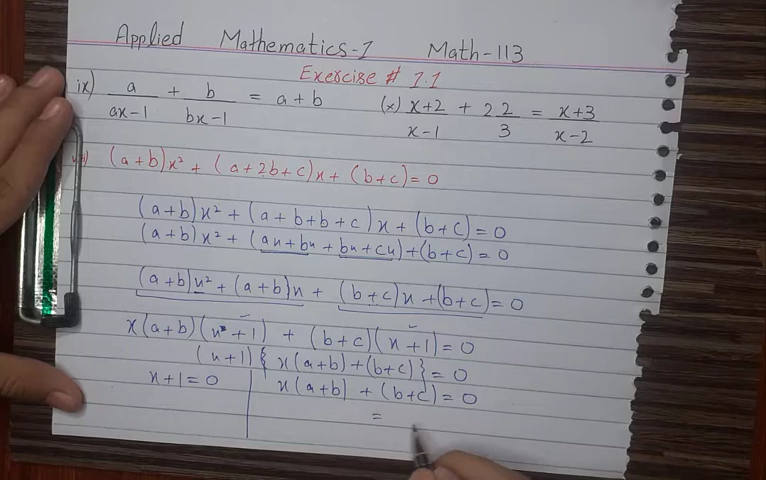 Applied Mathematics-I Math-113
Exercise # 1.1
ix) a/(ax-1) + b/(bx-1) = a+b (x) (x+2)/(x-1) + 2 2/3 = (x+3)/(x-2)
(a+b)x² + (a+2b+c)x + (b+c) = 0
(a+b)x² + (a+b+b+c)x + (b+c) = 0
(a+b)x² + (ax+bx+bx+cx) + (b+c) = 0
(a+b)x² + (a+b)x + (b+c)x + (b+c) = 0
x(a+b)(x+1) + (b+c)(x+1) = 0
(x+1){x(a+b)+(b+c)} = 0
x+1=0 x(a+b) + (b+c) = 0
=